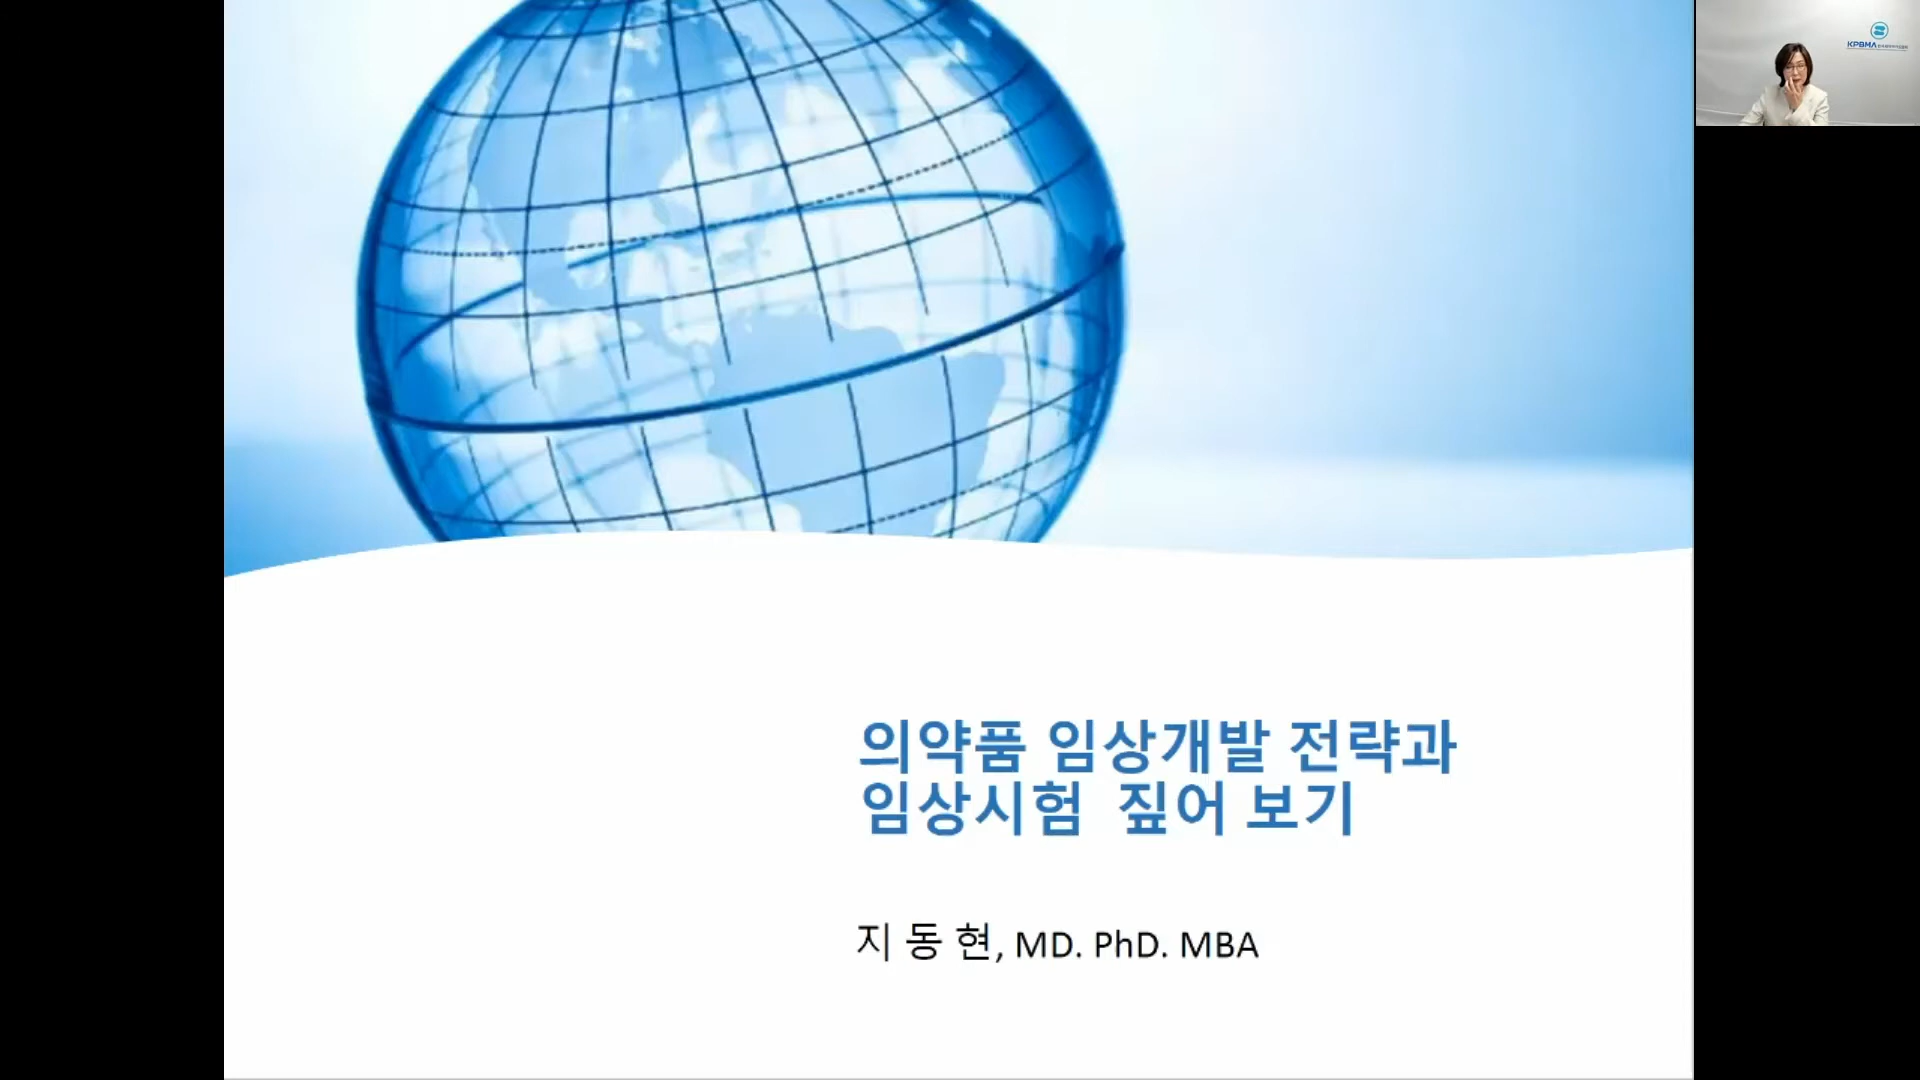 의약품 임상개발 전략과
임상시험 짚어 보기
지 동 현, MD. PhD. MBA
KPBMA